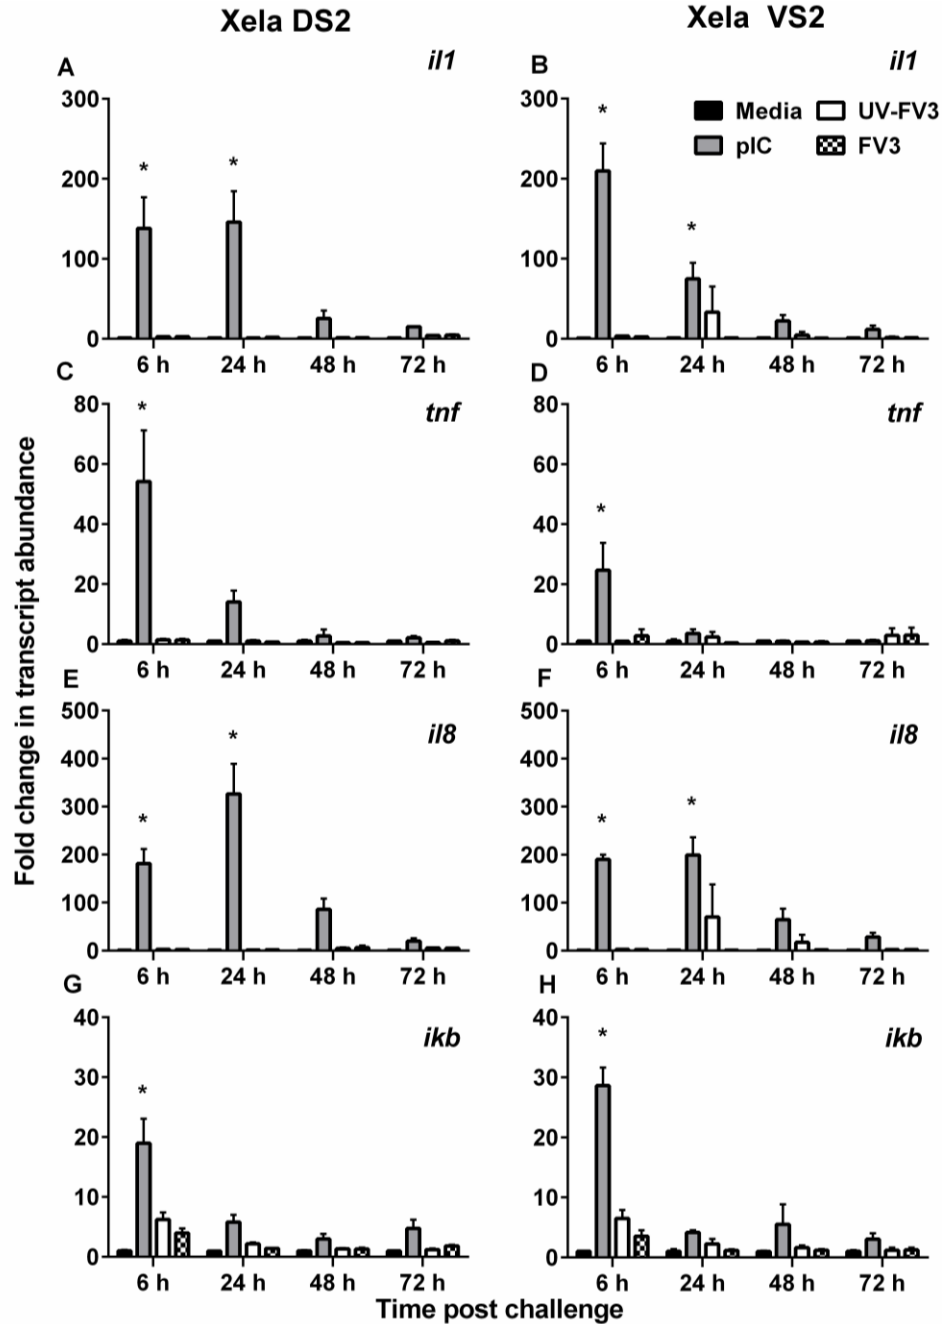 Xela DS2
Xela VS2
A
il1
B
il1
300
200
100
0
6 h 24 h 48 h 72 h
300
200
100
0
6 h 24 h 48 h 72 h
Media
UV-FV3
pIC
FV3
*
*
*
*
C
tnf
D
tnf
80
60
40
20
0
6 h 24 h 48 h 72 h
80
60
40
20
0
6 h 24 h 48 h 72 h
*
*
E
il8
F
il8
500
400
300
200
100
0
6 h 24 h 48 h 72 h
500
400
300
200
100
0
6 h 24 h 48 h 72 h
*
*
*
*
G
ikb
H
ikb
40
30
20
10
0
6 h 24 h 48 h 72 h
40
30
20
10
0
6 h 24 h 48 h 72 h
*
*
Fold change in transcript abundance
Time post challenge